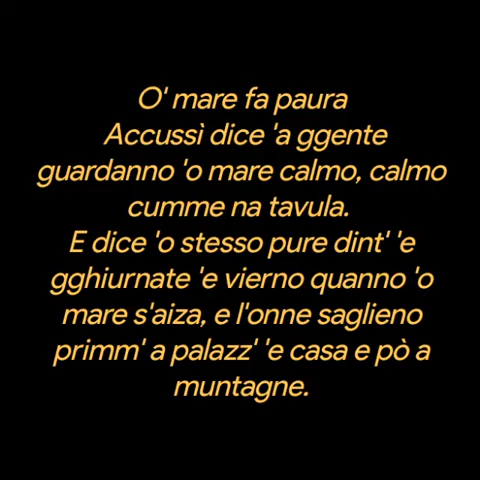 O' mare fa paura
Accussì dice 'a ggente
guardanno 'o mare calmo, calmo
cumme na tavula.
E dice 'o stesso pure dint' 'e
gghiurnate 'e vierno quanno 'o
mare s'aiza, e l'onne saglieno
primm' a palazz' 'e casa e pò a
muntagne.